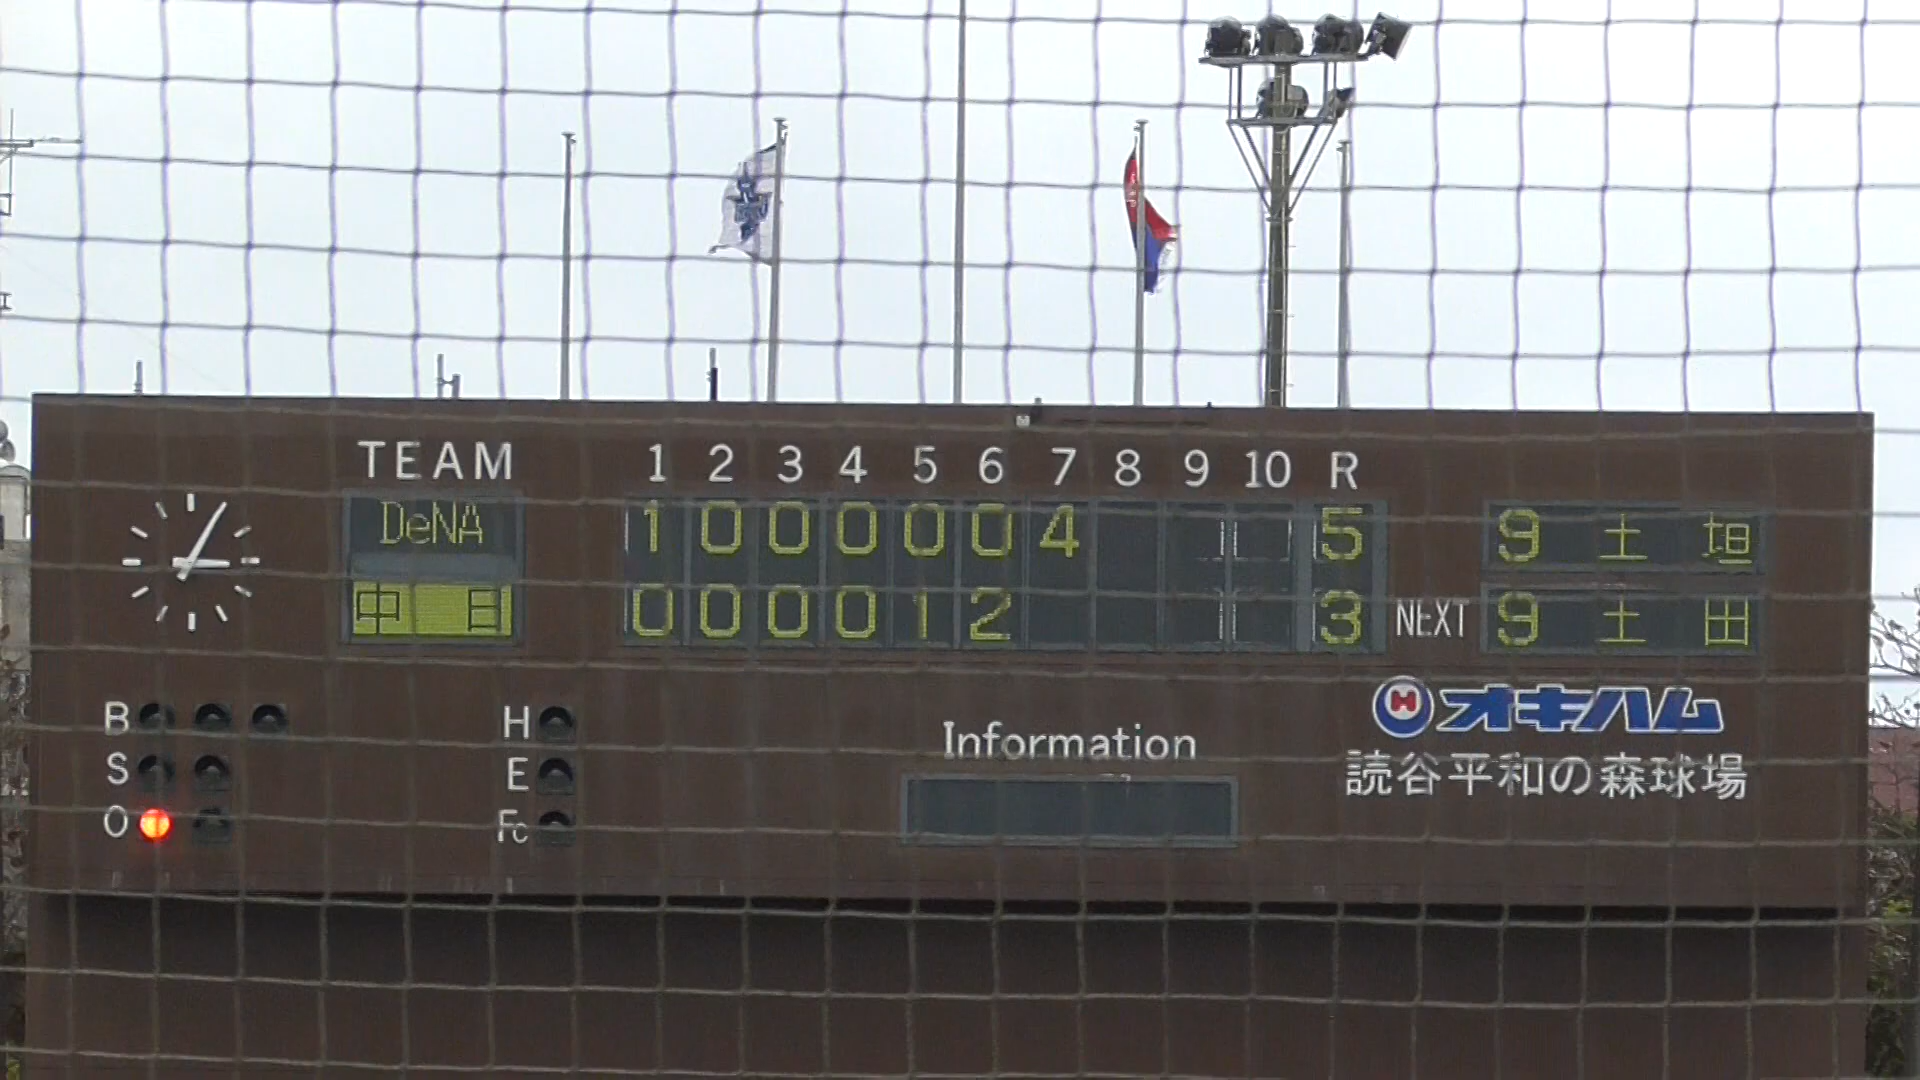 TEAM 1 2 3 4 5 6 7 8 9 10 R
DeNA 1 0 0 0 0 0 4 5 9 土 垣
中 日 0 0 0 0 1 2 3 NEXT 9 土 田
B H Information オキハム
S E 読谷平和の森球場
O Fc